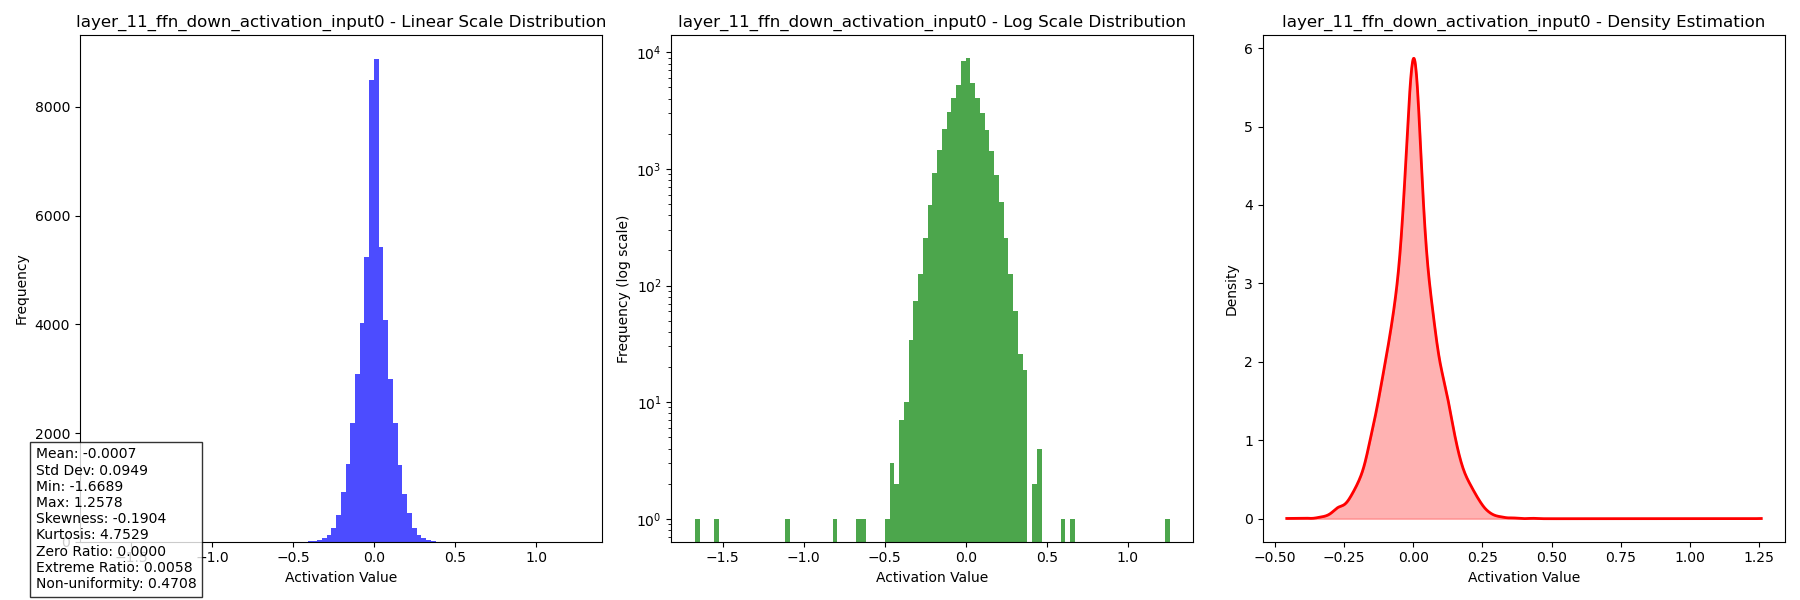 layer_11_ffn_down_activation_input0 - Linear Scale Distribution
Frequency
8000
6000
4000
2000
0
−1.0
−0.5
0.0
0.5
1.0
Activation Value
Mean: -0.0007
Std Dev: 0.0949
Min: -1.6689
Max: 1.2578
Skewness: -0.1904
Kurtosis: 4.7529
Zero Ratio: 0.0000
Extreme Ratio: 0.0058
Non-uniformity: 0.4708
layer_11_ffn_down_activation_input0 - Log Scale Distribution
Frequency (log scale)
10⁴
10³
10²
10¹
10⁰
−1.5
−1.0
−0.5
0.0
0.5
1.0
Activation Value
layer_11_ffn_down_activation_input0 - Density Estimation
Density
6
5
4
3
2
1
0
−0.50
−0.25
0.00
0.25
0.50
0.75
1.00
1.25
Activation Value